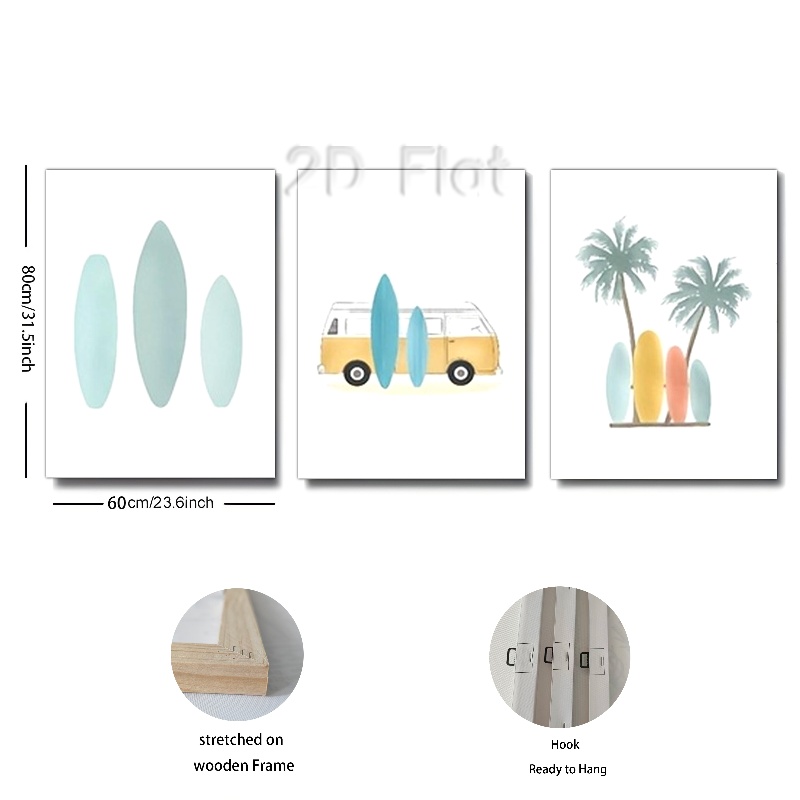 2D Flat
80cm/31.5inch
60cm/23.6inch
stretched on
wooden Frame
Hook
Ready to Hang